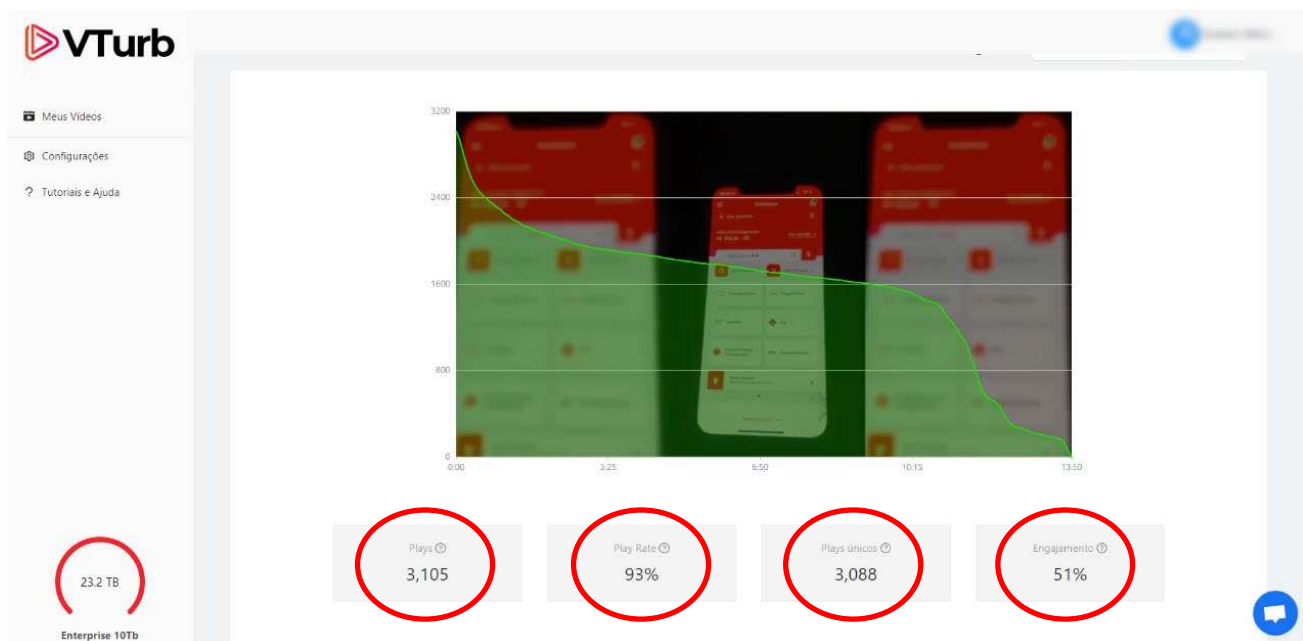 VTurb
Meus Vídeos
Configurações
? Tutoriais e Ajuda
3200
2400
1600
800
0
0:00 3:25 6:50 10:15 13:50
Plays Play Rate Plays únicos Engajamento
3,105 93% 3,088 51%
23.2 TB
Enterprise 10Tb